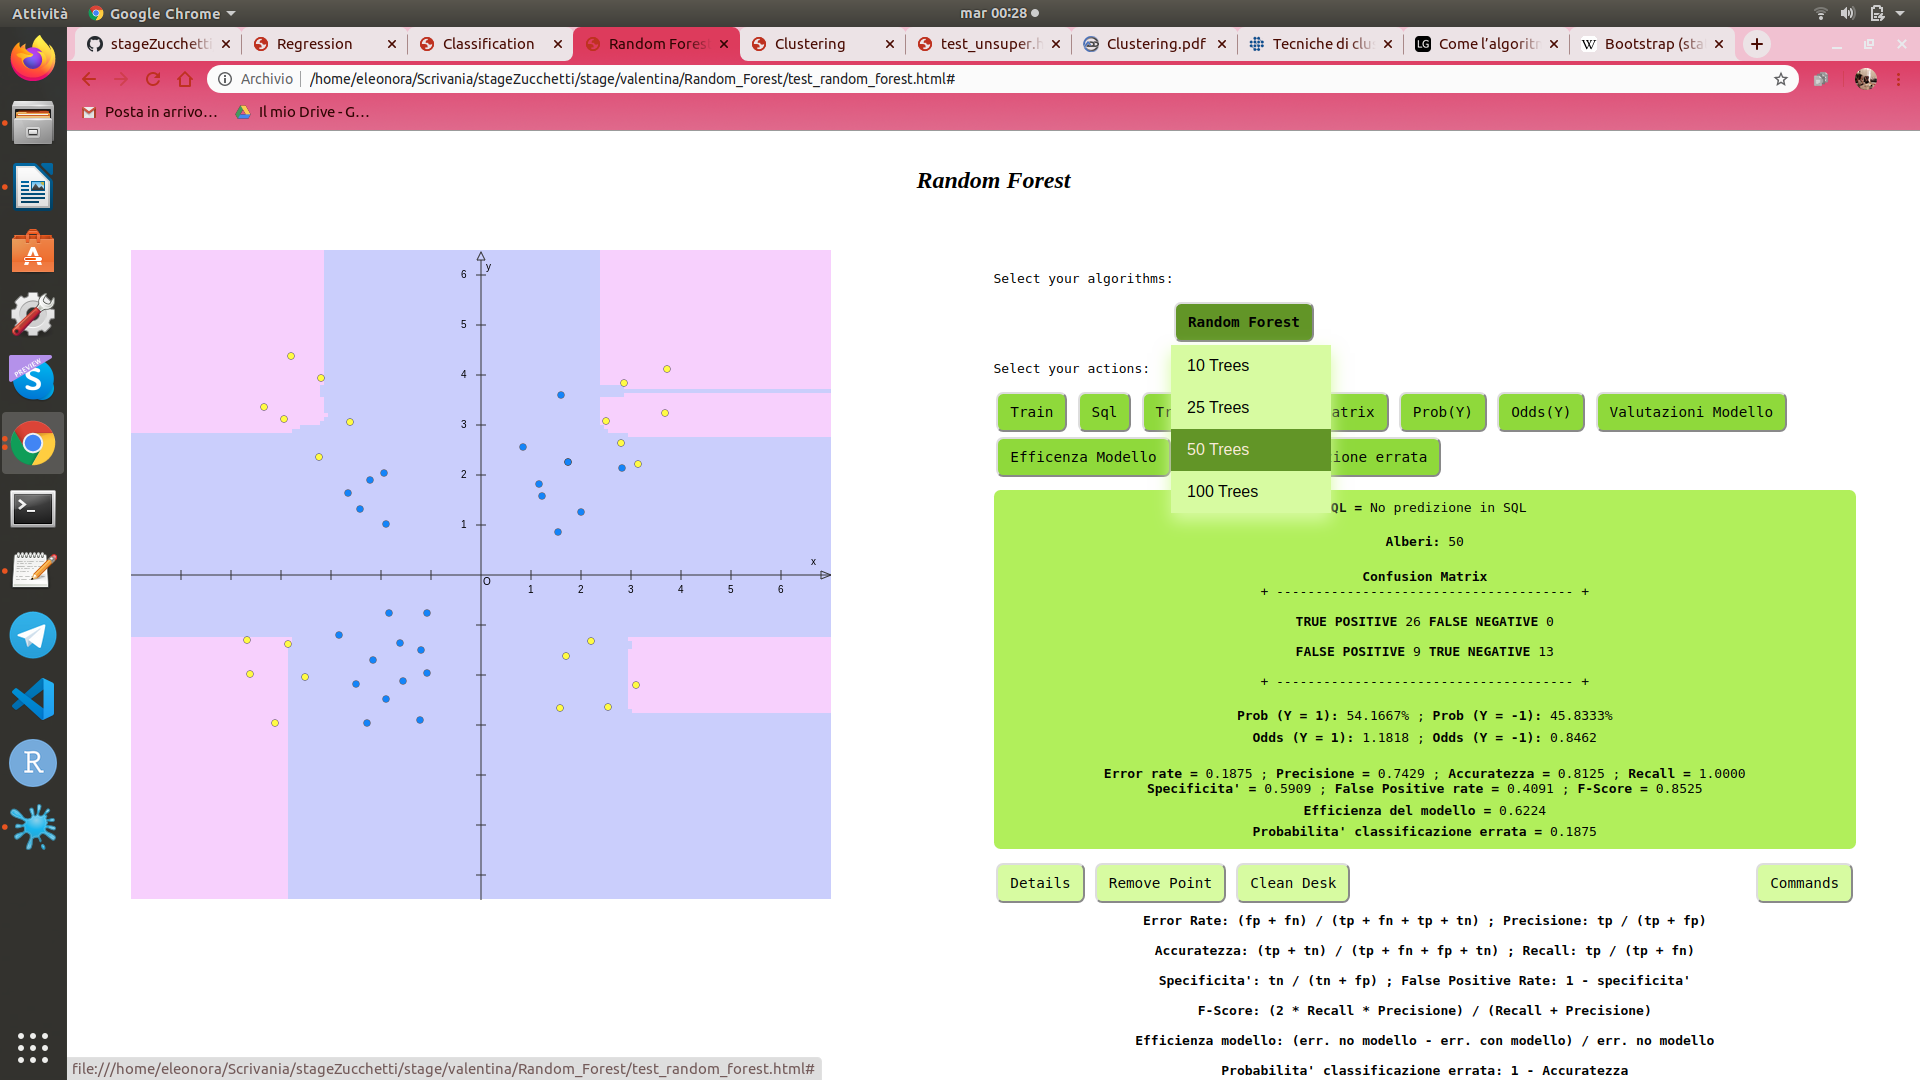 Attività Google Chrome mar 00:28
stageZucchetti Regression Classification Random Fores Clustering test_unsuper.h Clustering.pdf Tecniche di clu Come l'algorit Bootstrap (sta
Archivio /home/eleonora/Scrivania/stageZucchetti/stage/valentina/Random_Forest/test_random_forest.html#
Posta in arrivo… Il mio Drive - G…
Random Forest
Select your algorithms:
Random Forest
10 Trees
25 Trees
50 Trees
100 Trees
Select your actions:
Train Sql Tr atrix Prob(Y) Odds(Y) Valutazioni Modello
Efficenza Modello ione errata
QL = No predizione in SQL
Alberi: 50
Confusion Matrix
+ -------------------------------------- +
TRUE POSITIVE 26 FALSE NEGATIVE 0
FALSE POSITIVE 9 TRUE NEGATIVE 13
+ -------------------------------------- +
Prob (Y = 1): 54.1667% ; Prob (Y = -1): 45.8333%
Odds (Y = 1): 1.1818 ; Odds (Y = -1): 0.8462
Error rate = 0.1875 ; Precisione = 0.7429 ; Accuratezza = 0.8125 ; Recall = 1.0000
Specificita' = 0.5909 ; False Positive rate = 0.4091 ; F-Score = 0.8525
Efficienza del modello = 0.6224
Probabilita' classificazione errata = 0.1875
Details Remove Point Clean Desk Commands
Error Rate: (fp + fn) / (tp + fn + tp + tn) ; Precisione: tp / (tp + fp)
Accuratezza: (tp + tn) / (tp + fn + fp + tn) ; Recall: tp / (tp + fn)
Specificita': tn / (tn + fp) ; False Positive Rate: 1 - specificita'
F-Score: (2 * Recall * Precisione) / (Recall + Precisione)
Efficienza modello: (err. no modello - err. con modello) / err. no modello
Probabilita' classificazione errata: 1 - Accuratezza
y
6
5
4
3
2
1
x
O
1 2 3 4 5 6
file:///home/eleonora/Scrivania/stageZucchetti/stage/valentina/Random_Forest/test_random_forest.html#